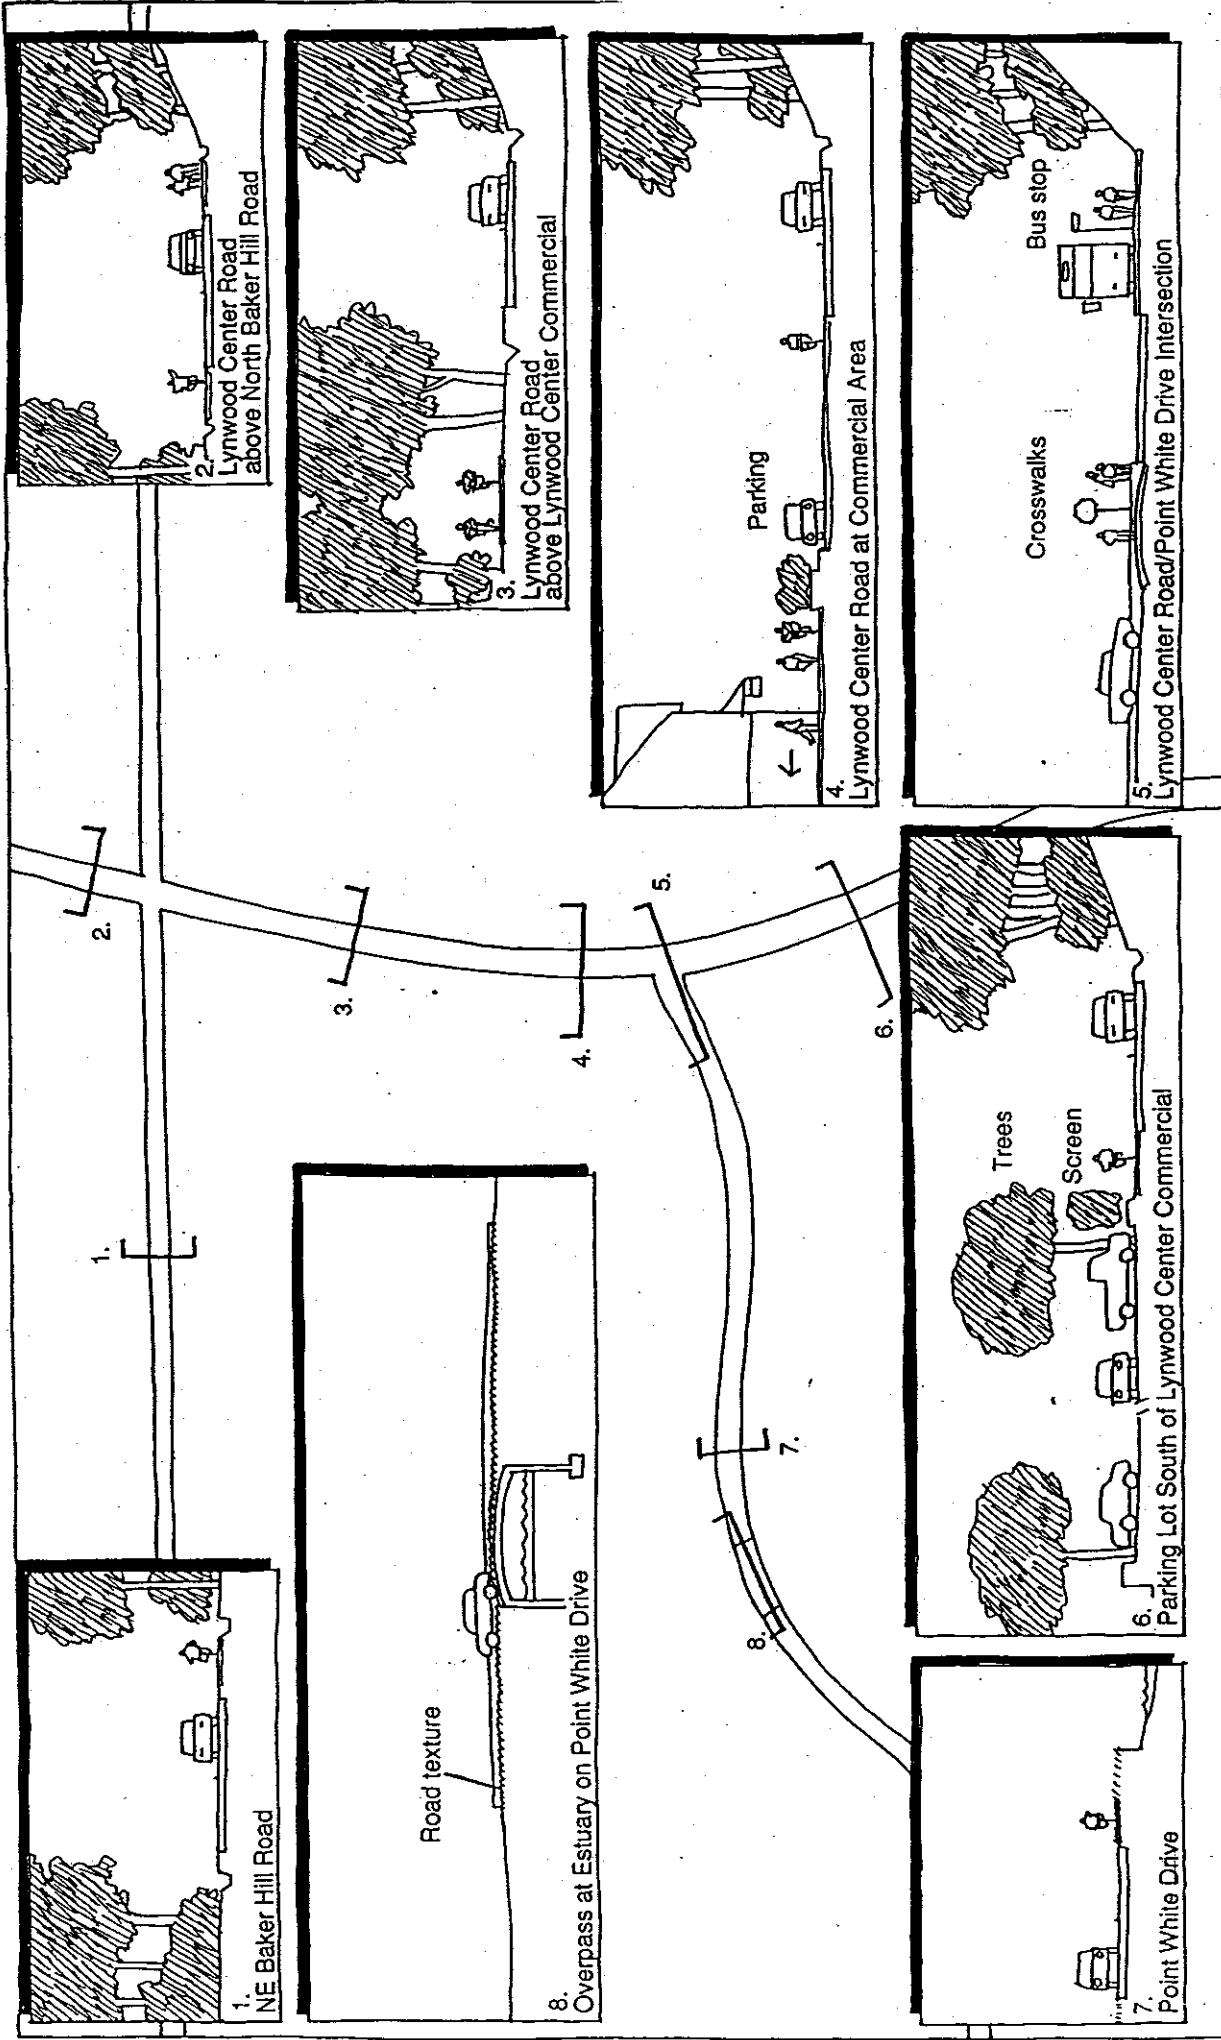 1.
NE Baker Hill Road
2.
Lynwood Center Road
above North Baker Hill Road
3.
Lynwood Center Road
above Lynwood Center Commercial
Parking
4.
Lynwood Center Road at Commercial Area
Crosswalks
Bus stop
5.
Lynwood Center Road/Point White Drive Intersection
Trees
Screen
6.
Parking Lot South of Lynwood Center Commercial
7.
Point White Drive
Road texture
8.
Overpass at Estuary on Point White Drive
1.
2.
3.
4.
5.
6.
7.
8.